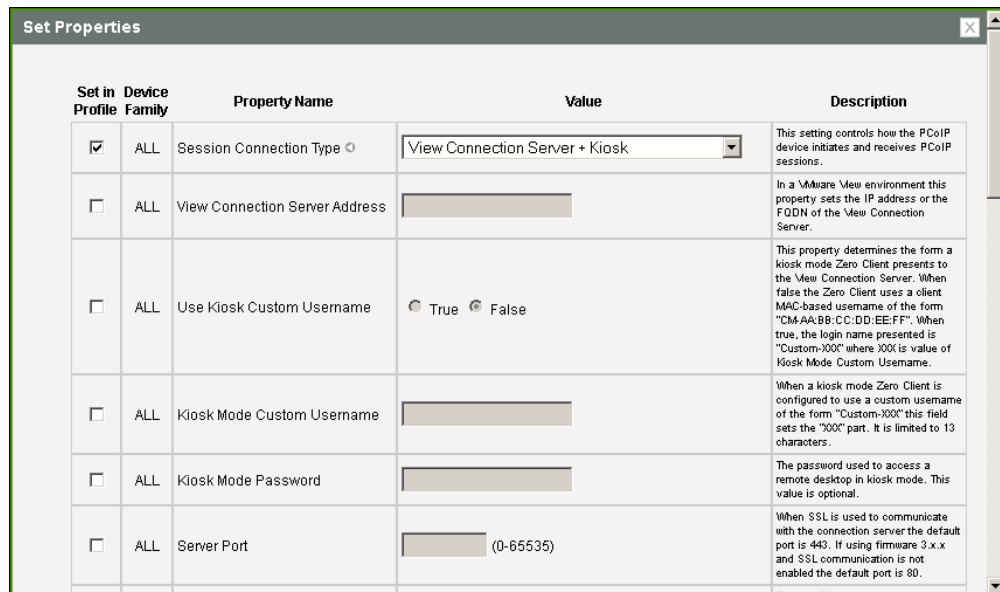 Set Properties
X
Set in Profile
Device Family
Property Name
Value
Description
ALL
Session Connection Type
View Connection Server + Kiosk
This setting controls how the PCoIP
device initiates and receives PCoIP
sessions.
ALL
View Connection Server Address
In a VMware View environment this
property sets the IP address or the
FQDN of the View Connection
Server.
ALL
Use Kiosk Custom Username
True
False
This property determines the form a
kiosk mode Zero Client presents to
the View Connection Server. When
false the Zero Client uses a client
MAC-based username of the form
"CM-AA:BB:CC:DD:EE:FF". When
true, the login name presented is
"Custom-XXX" where XXX is value of
Kiosk Mode Custom Username.
ALL
Kiosk Mode Custom Username
When a kiosk mode Zero Client is
configured to use a custom username
of the form "Custom-XXX" this field
sets the "XXX" part. It is limited to 13
characters.
ALL
Kiosk Mode Password
The password used to access a
remote desktop in kiosk mode. This
value is optional.
ALL
Server Port
(0-65535)
When SSL is used to communicate
with the connection server the default
port is 443. If using firmware 3.x.x
and SSL communication is not
enabled the default port is 80.